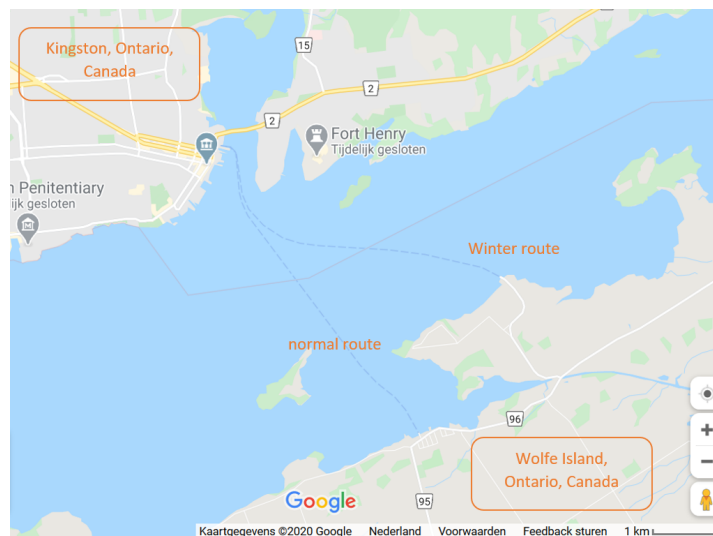 Kingston, Ontario,
Canada
15
2
2
Fort Henry
Tijdelijk gesloten
n Penitentiary
ijk gesloten
Winter route
normal route
96
Wolfe Island,
Ontario, Canada
95
Google
Kaartgegevens ©2020 Google Nederland Voorwaarden Feedback sturen 1 km